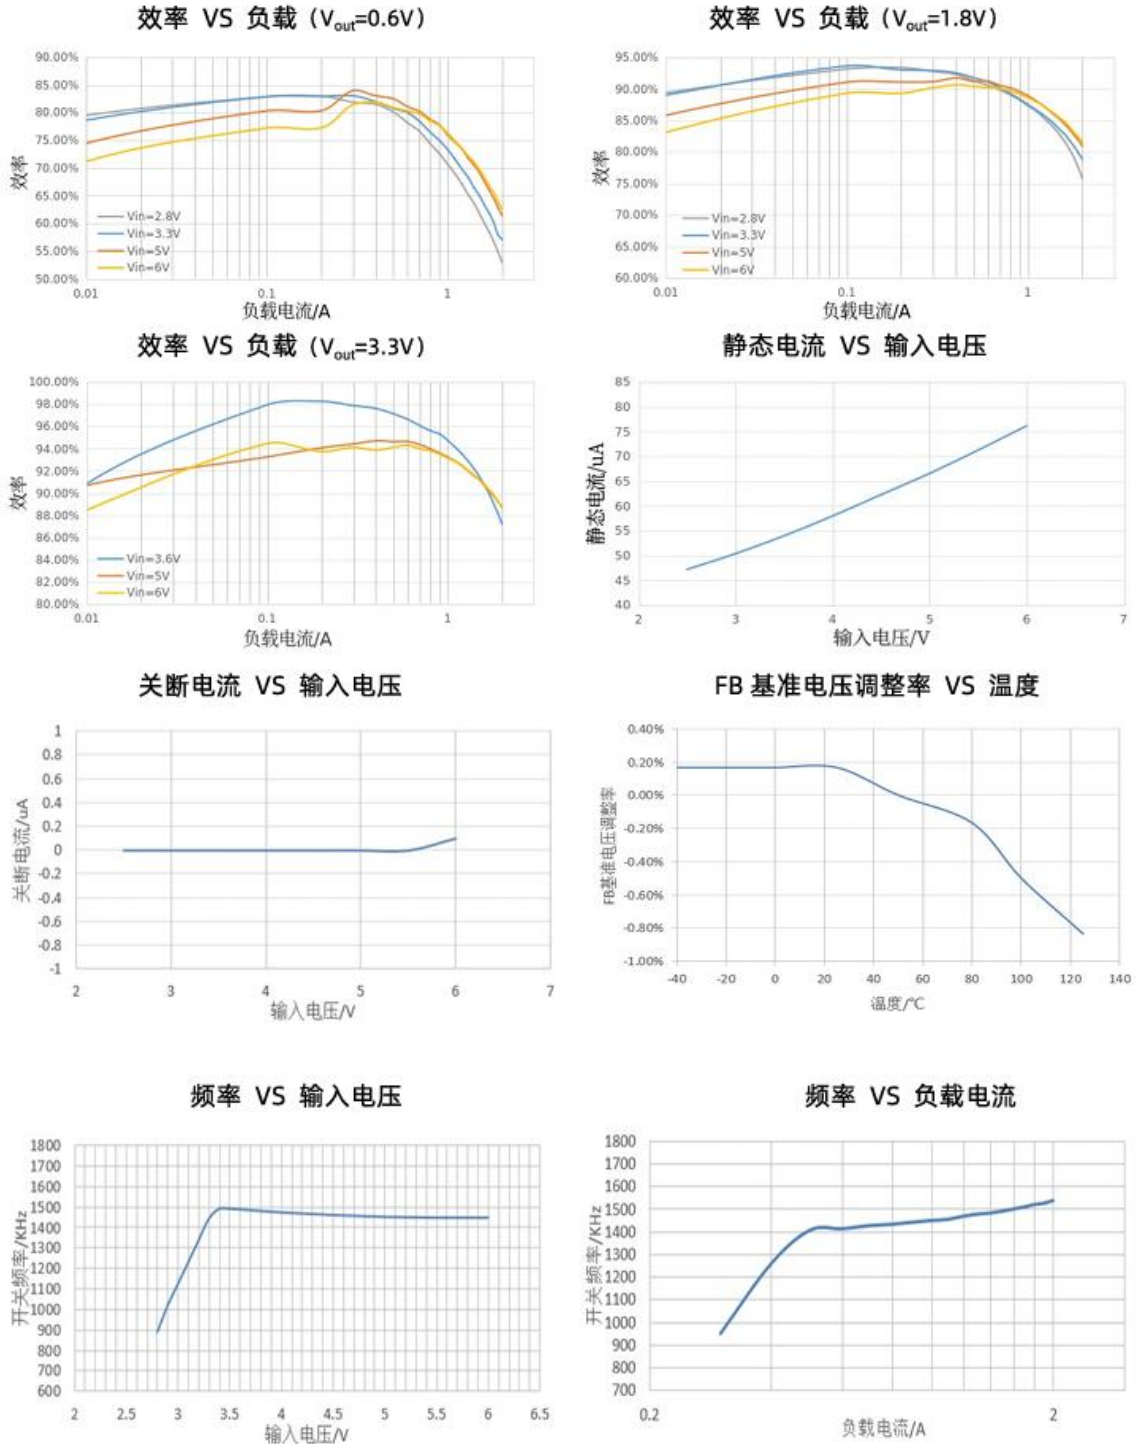 效率 VS 负载（Vout=0.6V）
90.00%
85.00%
80.00%
75.00%
70.00%
65.00%
60.00%
55.00%
50.00%
效率
Vin=2.8V
Vin=3.3V
Vin=5V
Vin=6V
0.01 0.1 1
负载电流/A
效率 VS 负载（Vout=1.8V）
95.00%
90.00%
85.00%
80.00%
75.00%
70.00%
65.00%
60.00%
效率
Vin=2.8V
Vin=3.3V
Vin=5V
Vin=6V
0.01 0.1 1
负载电流/A
效率 VS 负载（Vout=3.3V）
100.00%
98.00%
96.00%
94.00%
92.00%
90.00%
88.00%
86.00%
84.00%
82.00%
80.00%
效率
Vin=3.6V
Vin=5V
Vin=6V
0.01 0.1 1
负载电流/A
静态电流 VS 输入电压
85
80
75
70
65
60
55
50
45
40
静态电流/uA
2 3 4 5 6 7
输入电压/V
关断电流 VS 输入电压
1
0.8
0.6
0.4
0.2
0
-0.2
-0.4
-0.6
-0.8
-1
关断电流/uA
2 3 4 5 6 7
输入电压/V
FB 基准电压调整率 VS 温度
0.40%
0.20%
0.00%
-0.20%
-0.40%
-0.60%
-0.80%
-1.00%
FB基准电压调整率
-40 -20 0 20 40 60 80 100 120 140
温度/℃
频率 VS 输入电压
1800
1700
1600
1500
1400
1300
1200
1100
1000
900
800
700
600
开关频率/KHz
2 2.5 3 3.5 4 4.5 5 5.5 6 6.5
输入电压/V
频率 VS 负载电流
1800
1700
1600
1500
1400
1300
1200
1100
1000
900
800
700
开关频率/KHz
0.2 2
负载电流/A